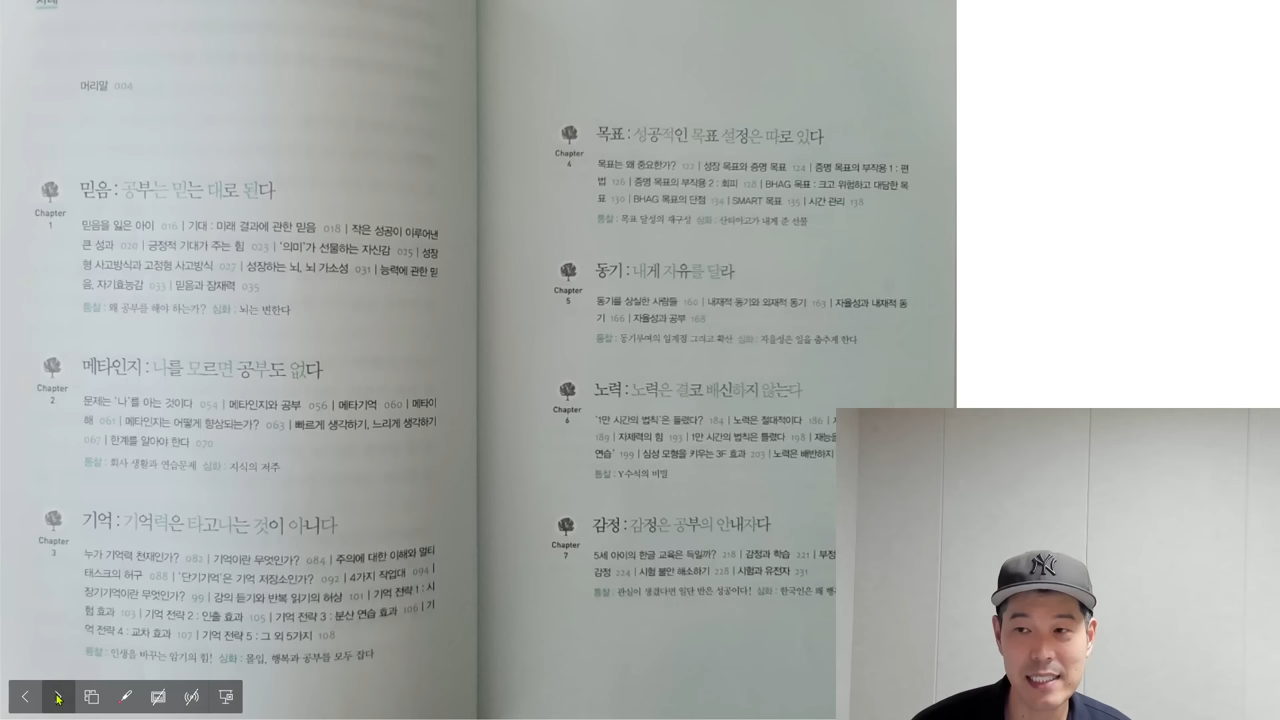 차례
머리말 004
Chapter 1
믿음 : 공부는 믿는 대로 된다
믿음을 잃은 아이 016 | 기대 : 미래 결과에 관한 믿음 018 | 작은 성공이 이루어낸
큰 성과 020 | 긍정적 기대가 주는 힘 023 | ‘의미’가 선물하는 자신감 025 | 성장
형 사고방식과 고정형 사고방식 027 | 성장하는 뇌, 뇌 가소성 031 | 능력에 관한 믿
음, 자기효능감 033 | 믿음과 잠재력 035
통찰 : 왜 공부를 해야 하는가? 심화 : 뇌는 변한다
Chapter 2
메타인지 : 나를 모르면 공부도 없다
문제는 ‘나’를 아는 것이다 054 | 메타인지와 공부 056 | 메타기억 060 | 메타이
해 061 | 메타인지는 어떻게 향상되는가? 063 | 빠르게 생각하기, 느리게 생각하기
067 | 한계를 알아야 한다 070
통찰 : 회사 생활과 연습문제 심화 : 지식의 저주
Chapter 3
기억 : 기억력은 타고나는 것이 아니다
누가 기억력 천재인가? 082 | 기억이란 무엇인가? 084 | 주의에 대한 이해와 멀티
태스크의 허구 088 | ‘단기기억’은 기억 저장소인가? 092 | 4가지 작업대 094 |
장기기억이란 무엇인가? 99 | 강의 듣기와 반복 읽기의 허상 101 | 기억 전략 1 : 시
험 효과 103 | 기억 전략 2 : 인출 효과 105 | 기억 전략 3 : 분산 연습 효과 106 | 기
억 전략 4 : 교차 효과 107 | 기억 전략 5 : 그 외 5가지 108
통찰 : 인생을 바꾸는 암기의 힘! 심화 : 몰입, 행복과 공부를 모두 잡다
Chapter 4
목표 : 성공적인 목표 설정은 따로 있다
목표는 왜 중요한가? 122 | 성장 목표와 증명 목표 124 | 증명 목표의 부작용 1 : 편
법 126 | 증명 목표의 부작용 2 : 회피 128 | BHAG 목표 : 크고 위험하고 대담한 목
표 130 | BHAG 목표의 단점 134 | SMART 목표 135 | 시간 관리 138
통찰 : 목표 달성의 재구성 심화 : 산티아고가 내게 준 선물
Chapter 5
동기 : 내게 자유를 달라
동기를 상실한 사람들 160 | 내재적 동기와 외재적 동기 163 | 자율성과 내재적 동
기 166 | 자율성과 공부 168
통찰 : 동기부여의 일계명 그리고 확산 심화 : 자율성은 일을 춤추게 한다
Chapter 6
노력 : 노력은 결코 배신하지 않는다
‘1만 시간의 법칙’은 틀렸다? 184 | 노력은 절대적이다 186 |
189 | 자제력의 힘 193 | 1만 시간의 법칙은 틀렸다 198 | 재능을
연습’ 199 | 심성 모형을 키우는 3F 효과 203 | 노력은 배반하지
통찰 : Y수식의 비밀
Chapter 7
감정 : 감정은 공부의 안내자다
5세 아이의 한글 교육은 득일까? 218 | 감정과 학습 221 | 부정
감정 224 | 시험 불안 해소하기 228 | 시험과 유전자 231
통찰 : 관심이 생겼다면 일단 반은 성공이다! 심화 : 한국인은 왜
NY